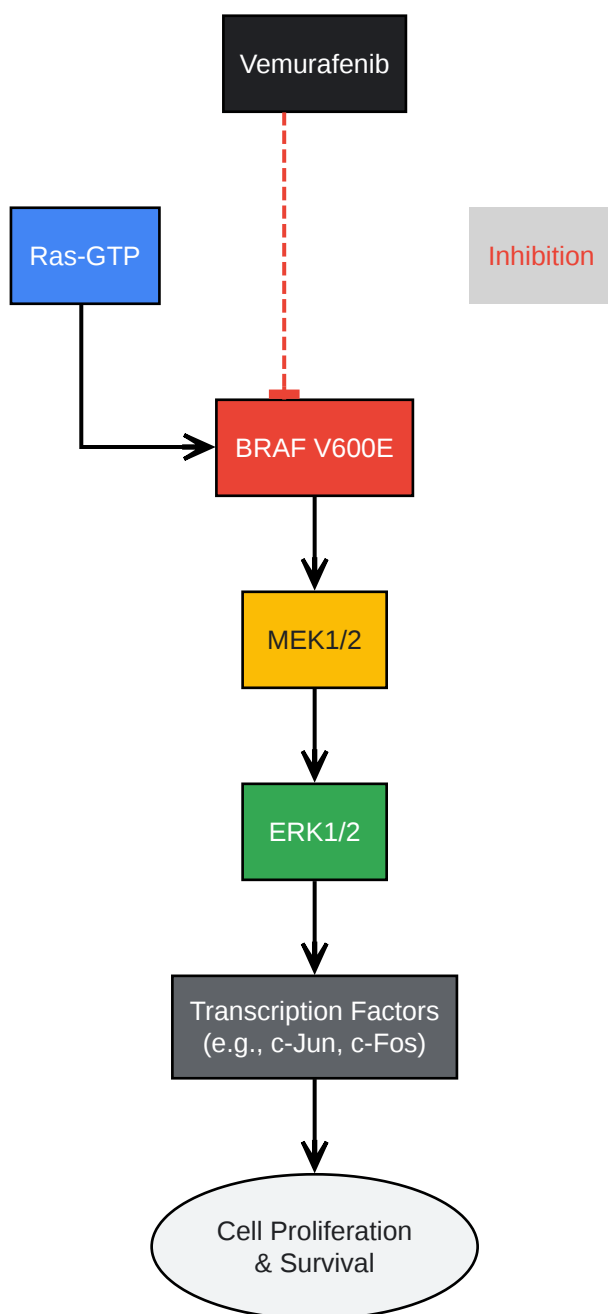 Vemurafenib
Ras-GTP
Inhibition
BRAF V600E
MEK1/2
ERK1/2
Transcription Factors
(e.g., c-Jun, c-Fos)
Cell Proliferation
& Survival